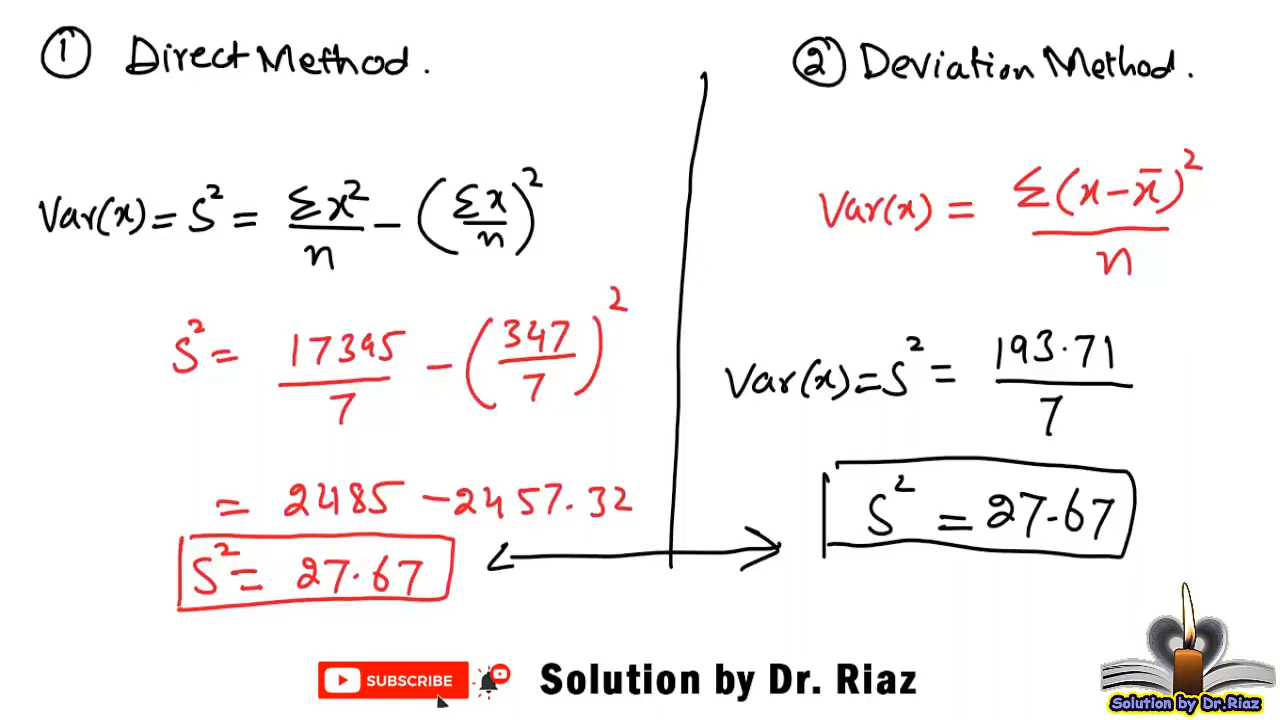 ① Direct Method.
Var(x) = S² = Σx²/n − (Σx/n)²
S² = 17395/7 − (347/7)²
= 2485 − 2457.32
S² = 27.67
② Deviation Method.
Var(x) = Σ(x − x̄)²/n
Var(x) = S² = 193.71/7
S² = 27.67
SUBSCRIBE
Solution by Dr. Riaz
Solution by Dr.Riaz